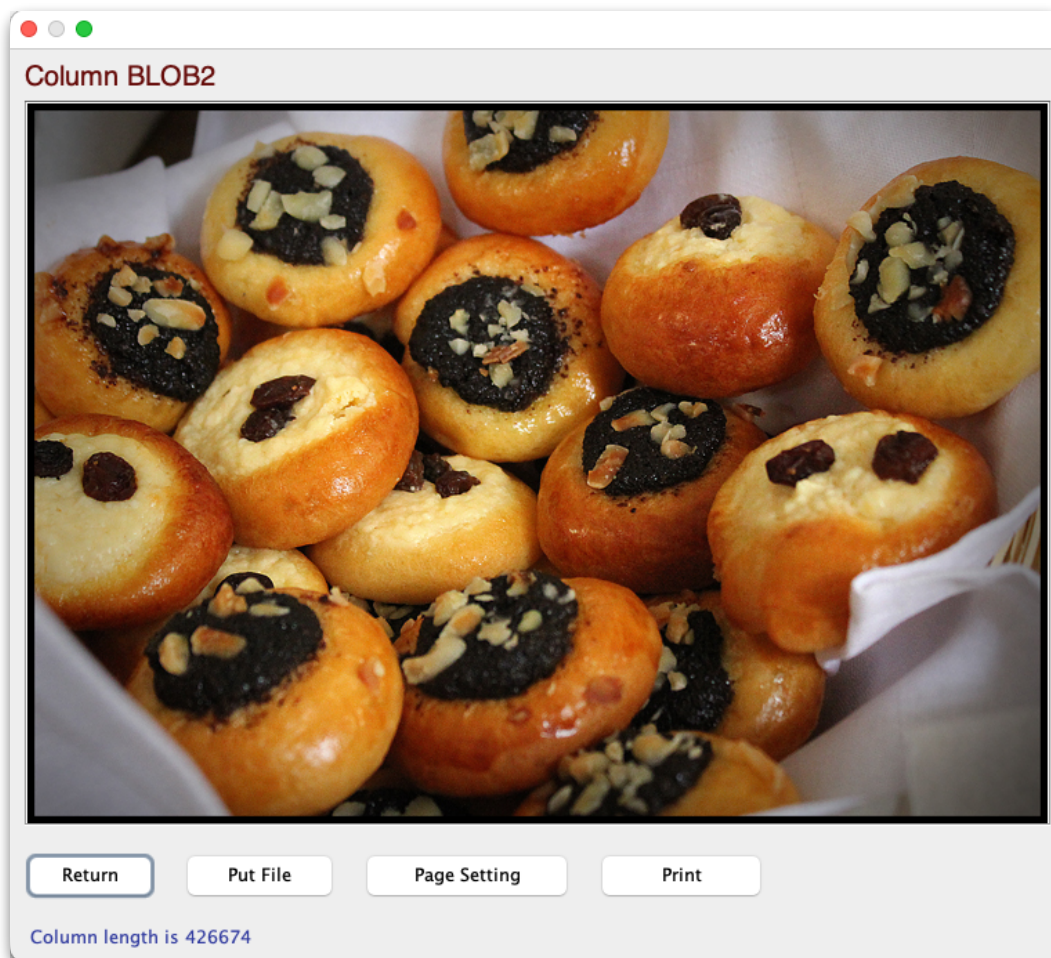 Column BLOB2
Return
Put File
Page Setting
Print
Column length is 426674